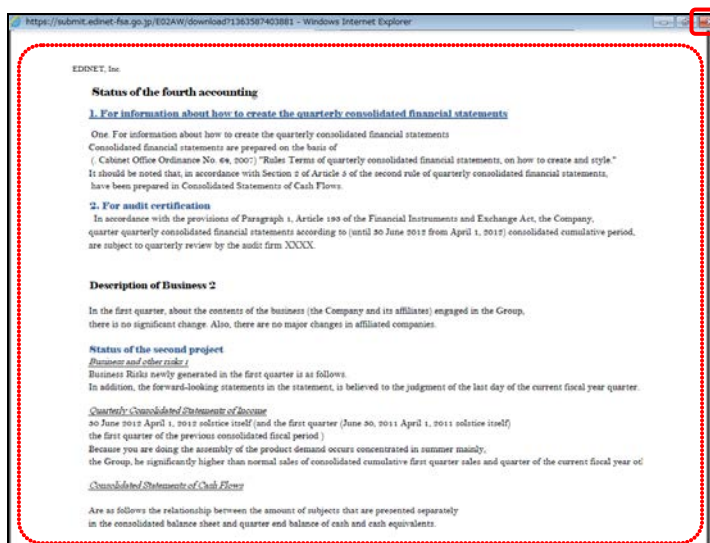 https://submit.edinet-fsa.go.jp/E02AW/download?1363587403881 - Windows Internet Explorer
EDINET, Inc.
Status of the fourth accounting
1. For information about how to create the quarterly consolidated financial statements
One. For information about how to create the quarterly consolidated financial statements
Consolidated financial statements are prepared on the basis of
(. Cabinet Office Ordinance No. 64, 2007) "Rules Terms of quarterly consolidated financial statements, on how to create and style."
It should be noted that, in accordance with Section 2 of Article 5 of the second rule of quarterly consolidated financial statements,
have been prepared in Consolidated Statements of Cash Flows.
2. For audit certification
In accordance with the provisions of Paragraph 1, Article 193 of the Financial Instruments and Exchange Act, the Company,
quarter quarterly consolidated financial statements according to (until 30 June 2012 from April 1, 2012) consolidated cumulative period,
are subject to quarterly review by the audit firm XXXX.
Description of Business 2
In the first quarter, about the contents of the business (the Company and its affiliates) engaged in the Group,
there is no significant change. Also, there are no major changes in affiliated companies.
Status of the second project
Business and other risks 1
Business Risks newly generated in the first quarter is as follows.
In addition, the forward-looking statements in the statement, is believed to the judgment of the last day of the current fiscal year quarter.
Quarterly Consolidated Statements of Income
30 June 2012 April 1, 2012 solstice itself (and the first quarter (June 30, 2011 April 1, 2011 solstice itself)
the first quarter of the previous consolidated fiscal period )
Because you are doing the assembly of the product demand occurs concentrated in summer mainly,
the Group, he significantly higher than normal sales of consolidated cumulative first quarter sales and quarter of the current fiscal year
Consolidated Statements of Cash Flows
Are as follows the relationship between the amount of subjects that are presented separately
in the consolidated balance sheet and quarter end balance of cash and cash equivalents.